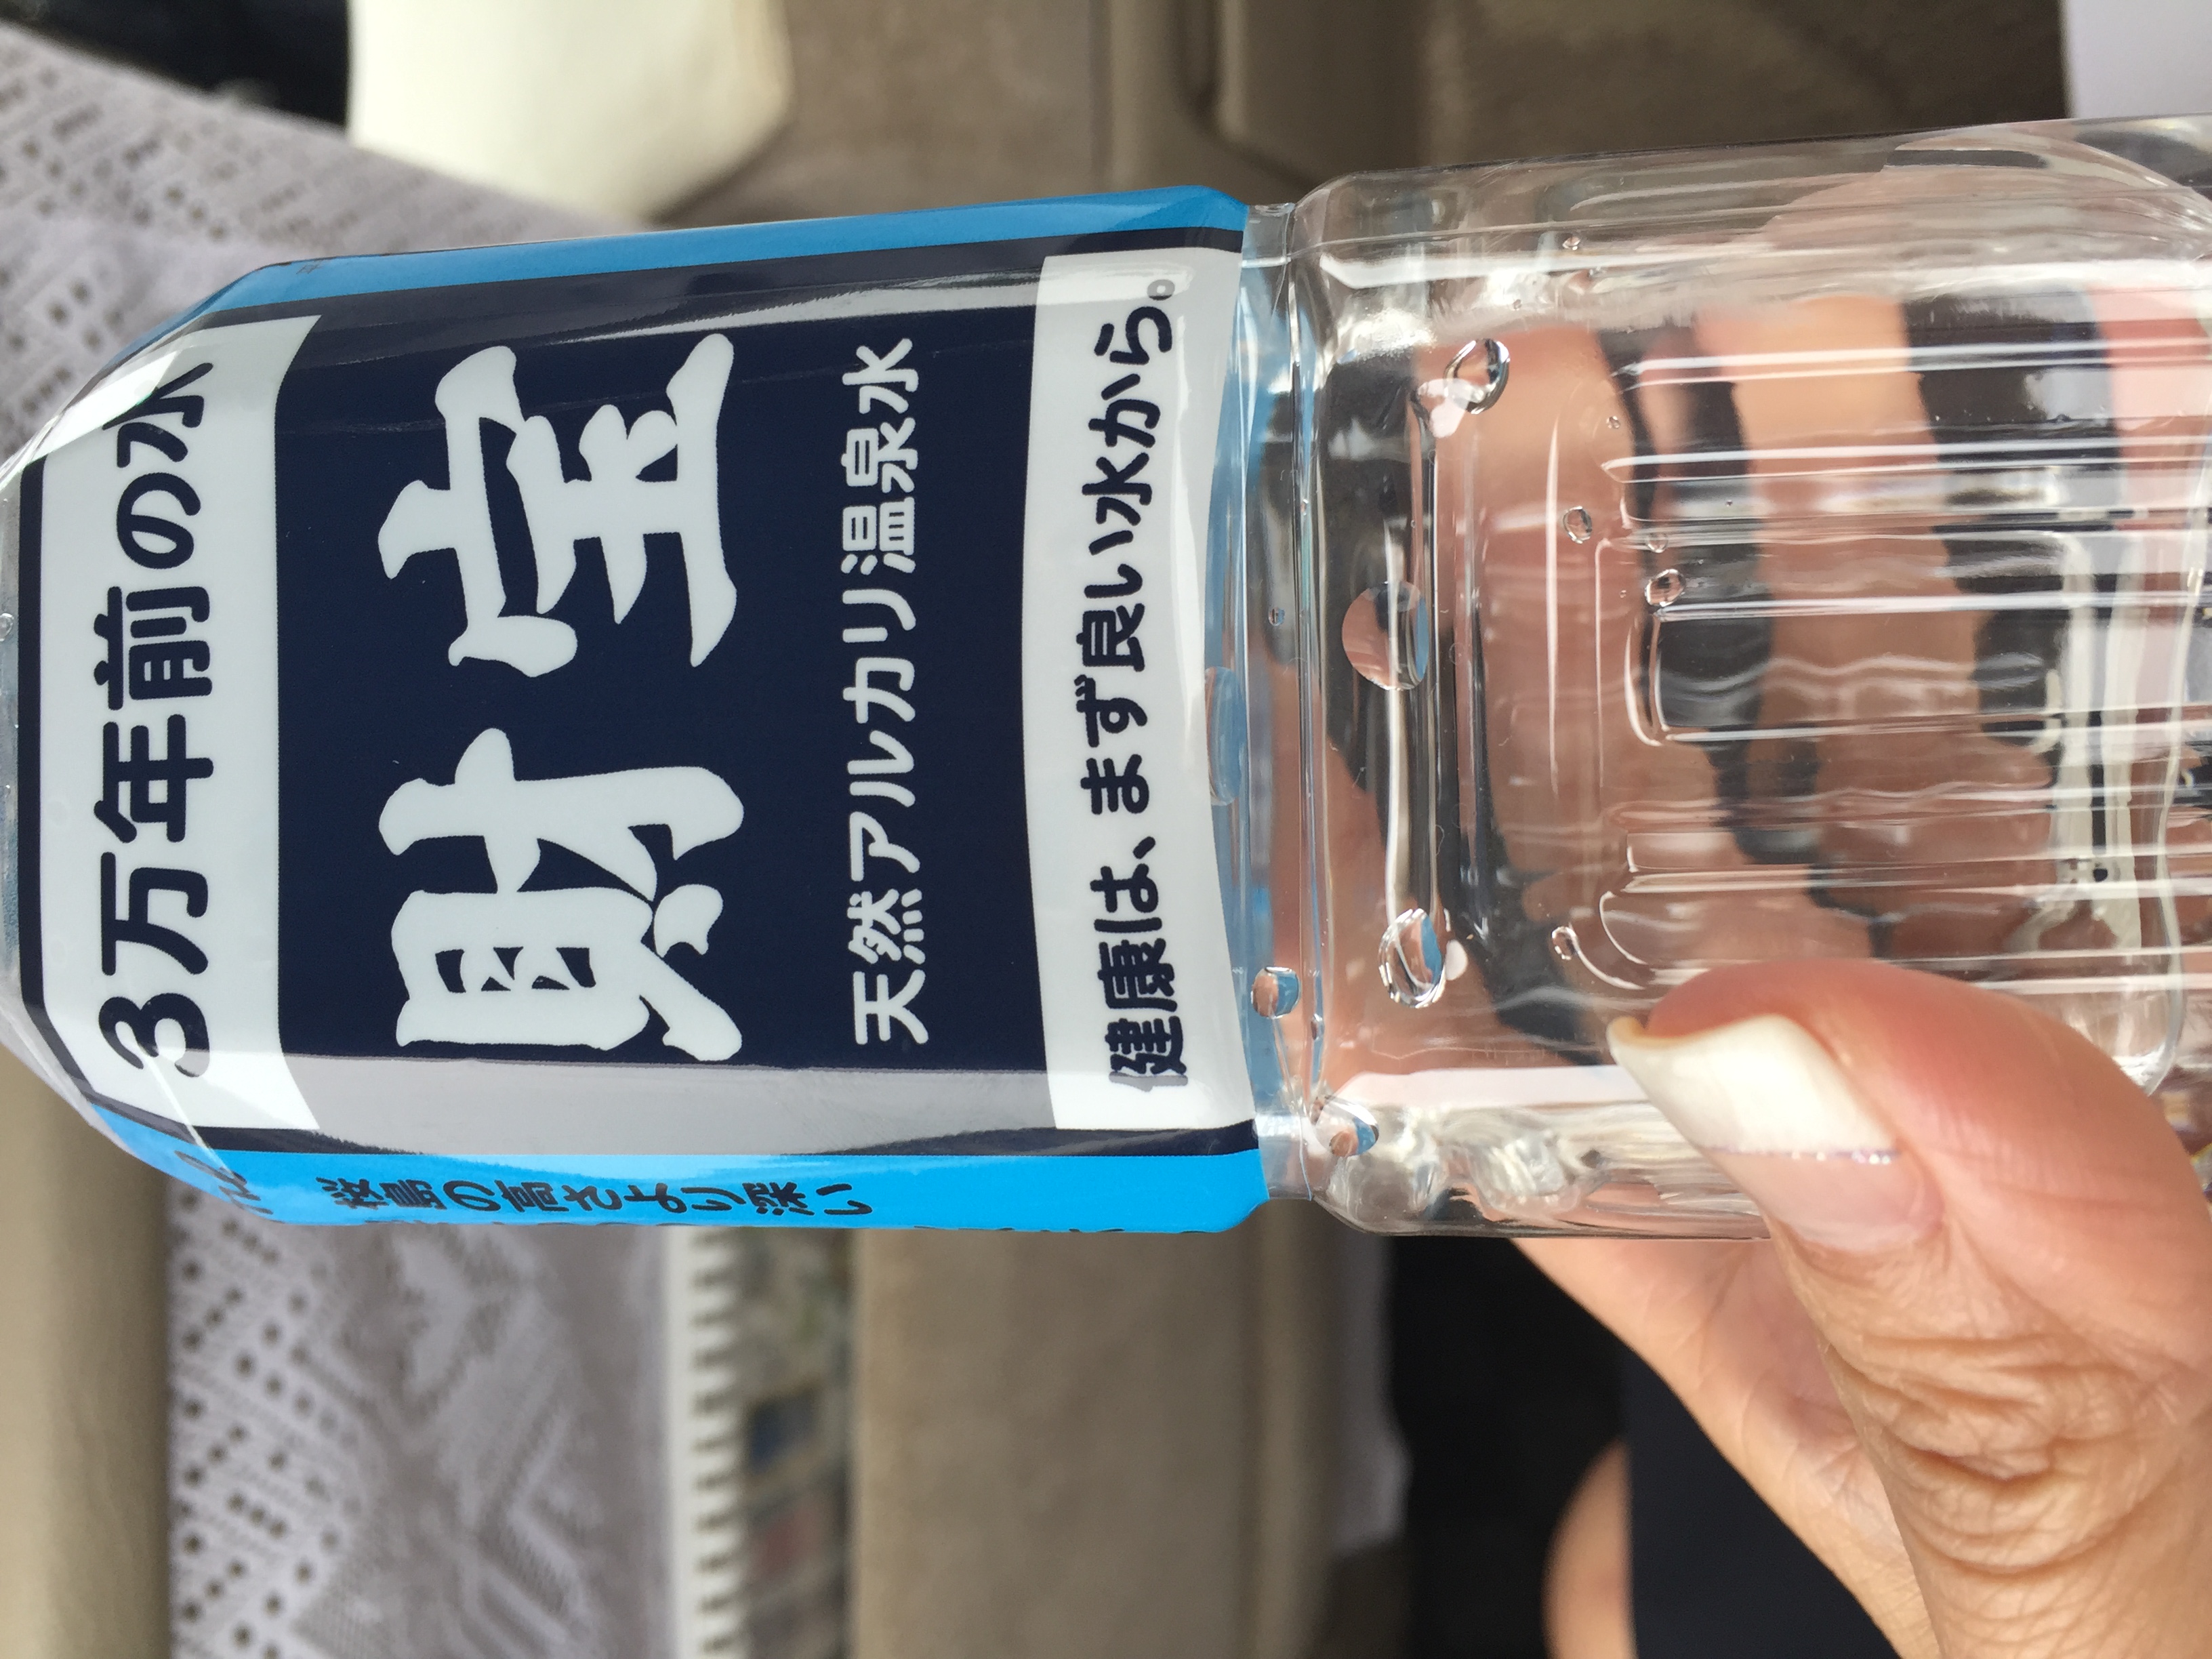 3万年前の水
財宝
天然アルカリ温泉水
健康は、まず良い水から。
桜島の高さより深い